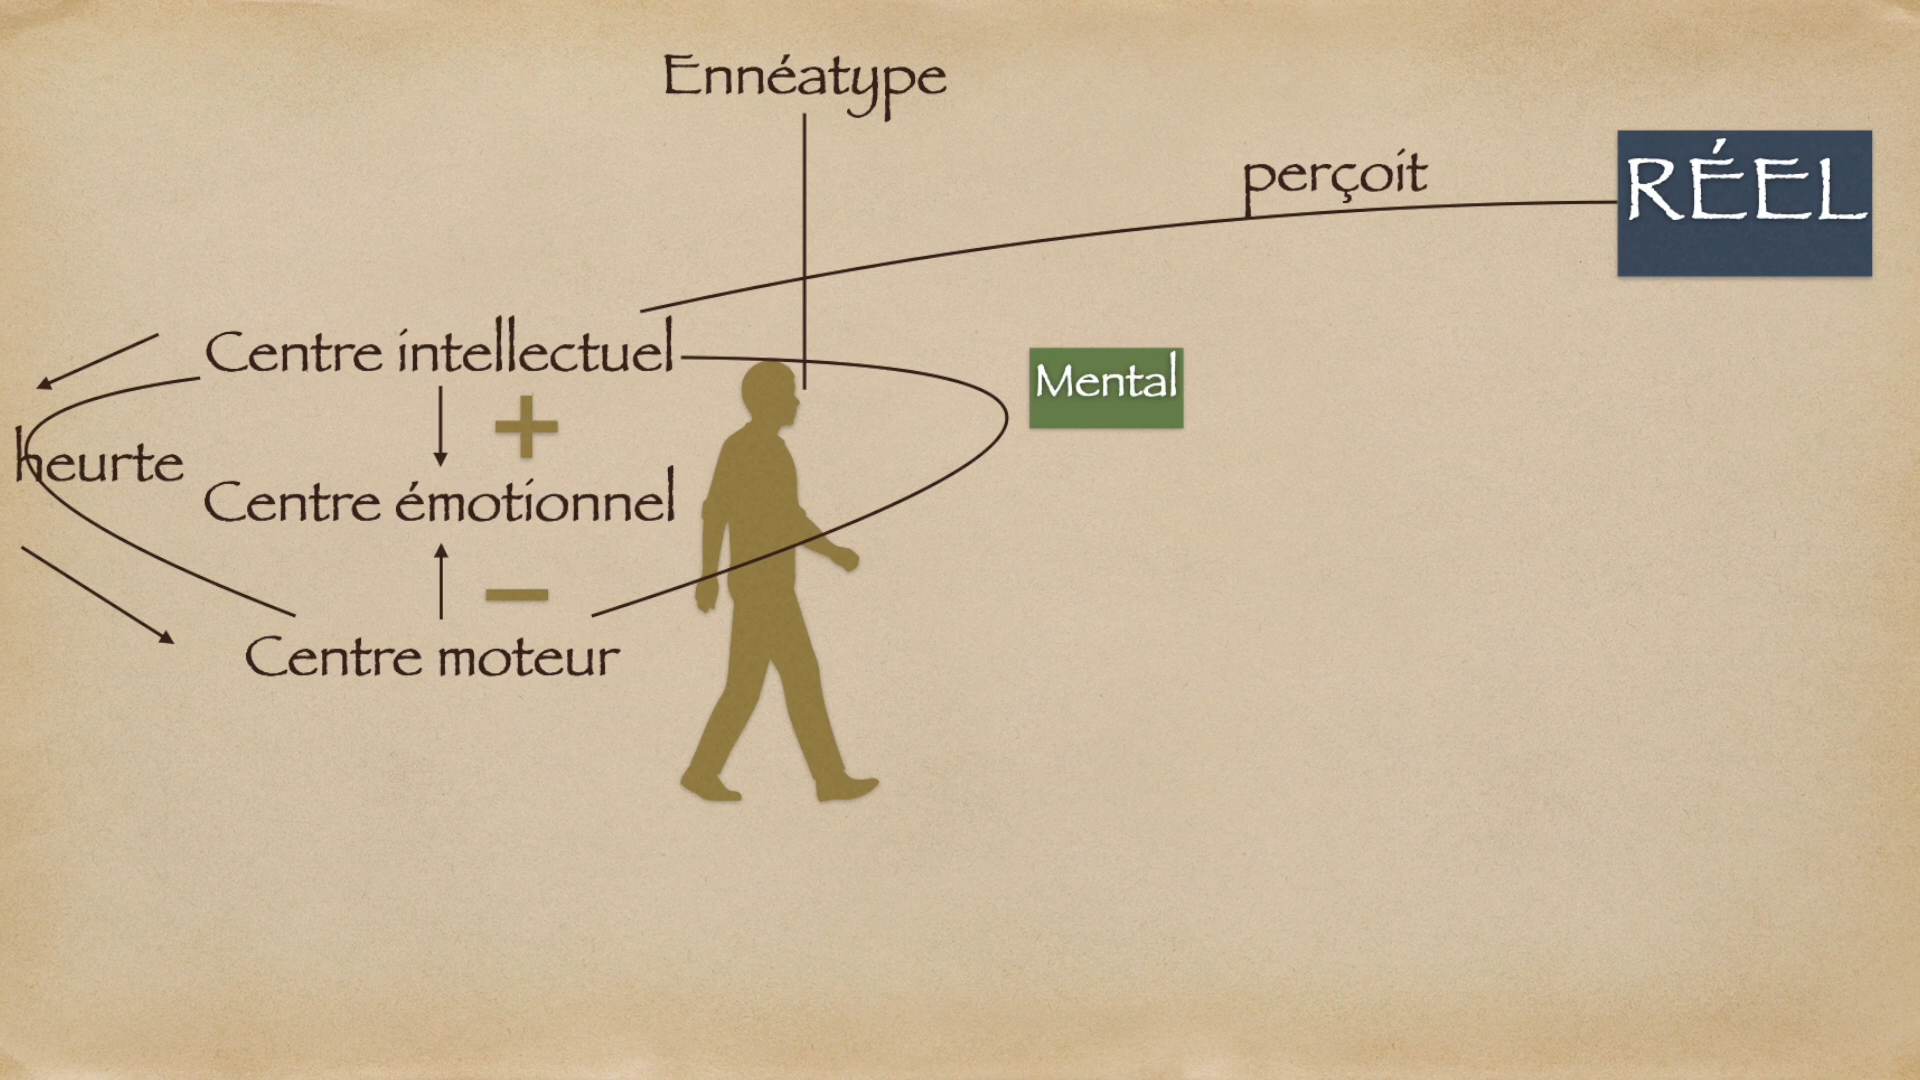 Ennéatype
perçoit
RÉEL
Centre intellectuel
Mental
+
heurte
Centre émotionnel
−
Centre moteur